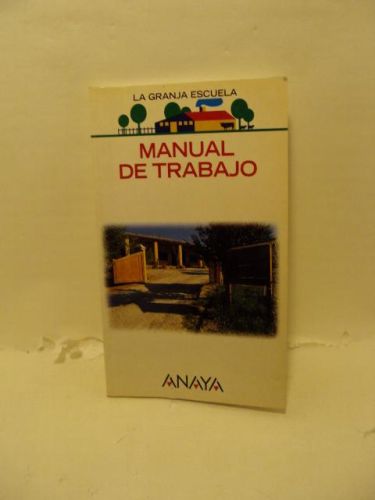 LA GRANJA ESCUELA
MANUAL
DE TRABAJO
ANAYA